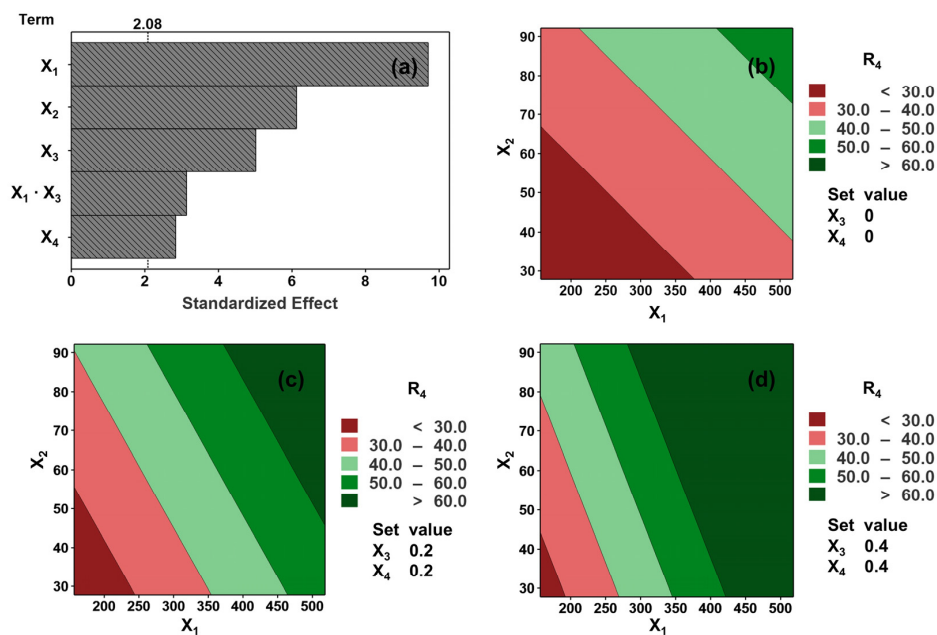 Term
2.08
(a)
X1
X2
X3
X1 · X3
X4
0 2 4 6 8 10
Standardized Effect
(b)
X2
90
80
70
60
50
40
30
200 250 300 350 400 450 500
X1
R4
< 30.0
30.0 – 40.0
40.0 – 50.0
50.0 – 60.0
> 60.0
Set value
X3 0
X4 0
(c)
X2
90
80
70
60
50
40
30
200 250 300 350 400 450 500
X1
R4
< 30.0
30.0 – 40.0
40.0 – 50.0
50.0 – 60.0
> 60.0
Set value
X3 0.2
X4 0.2
(d)
X2
90
80
70
60
50
40
30
200 250 300 350 400 450 500
X1
R4
< 30.0
30.0 – 40.0
40.0 – 50.0
50.0 – 60.0
> 60.0
Set value
X3 0.4
X4 0.4